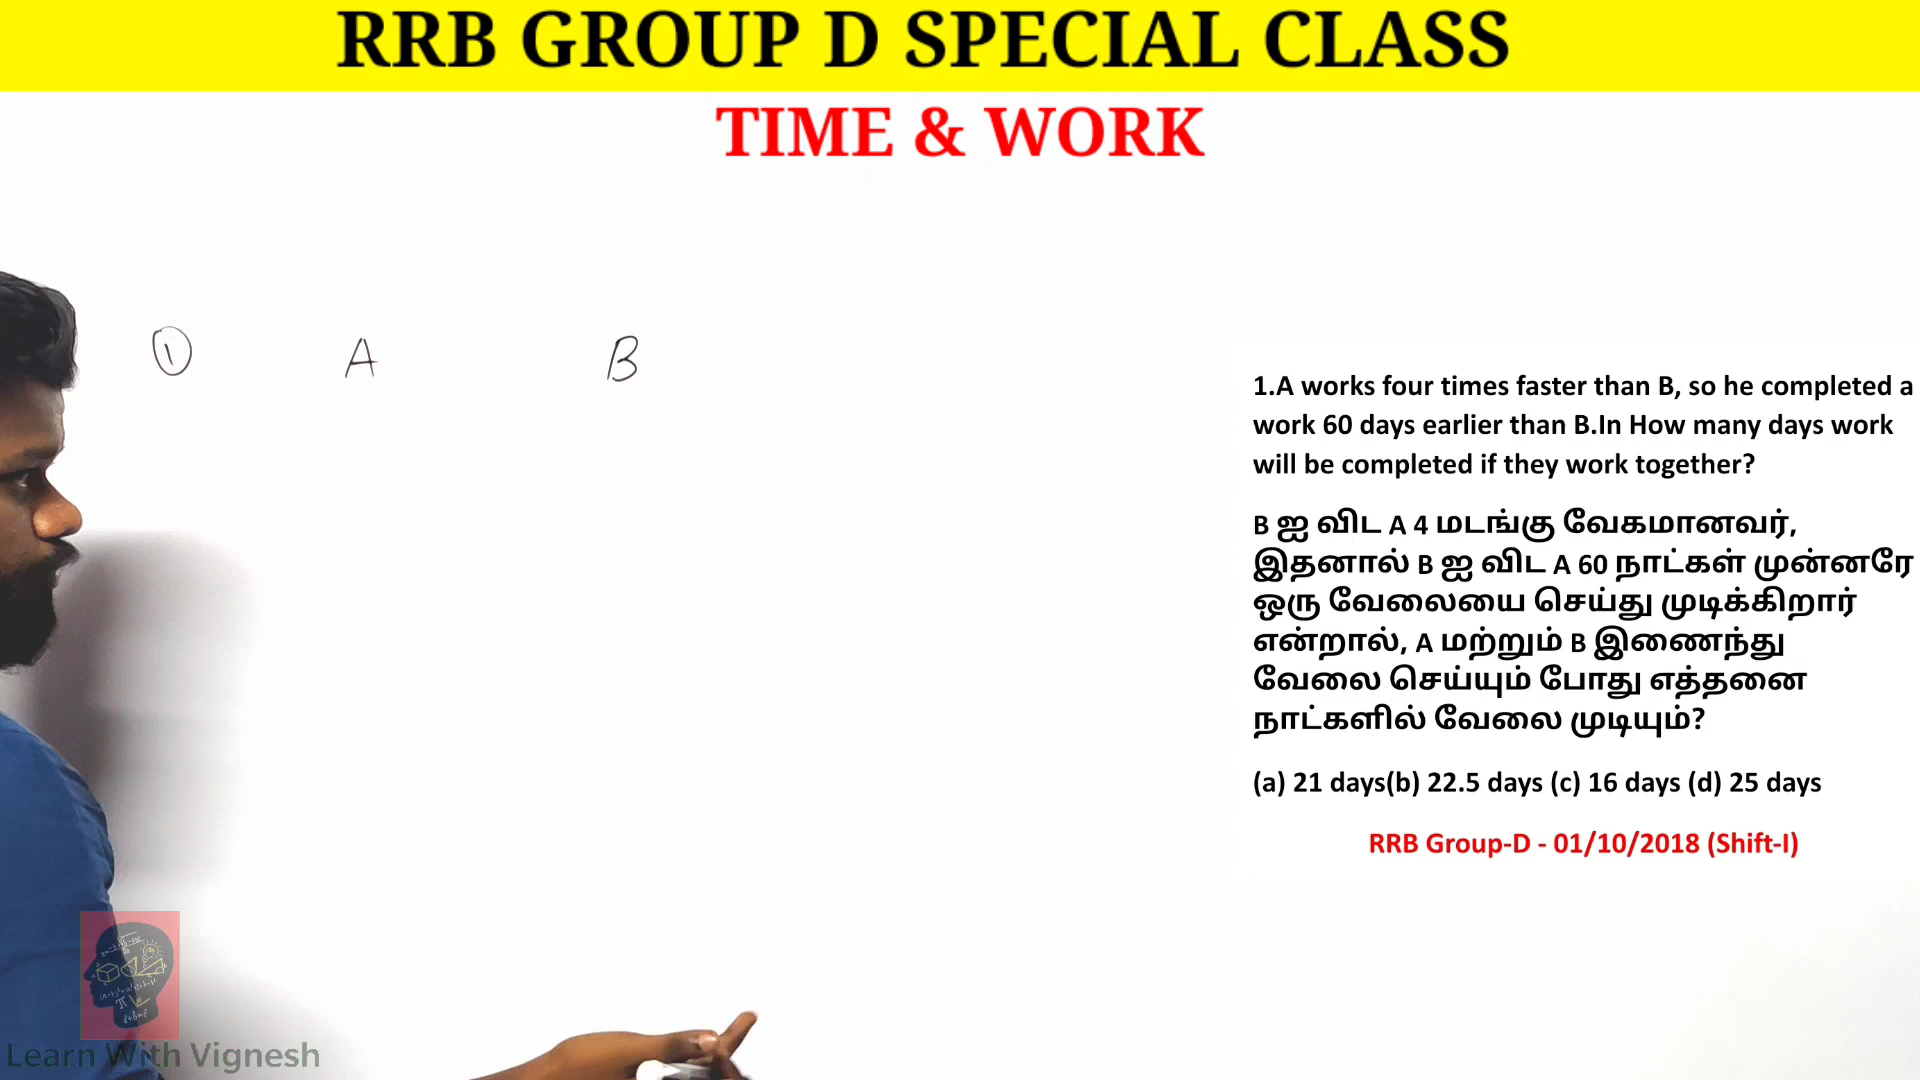 RRB GROUP D SPECIAL CLASS
TIME & WORK
① A B
1.A works four times faster than B, so he completed a
work 60 days earlier than B.In How many days work
will be completed if they work together?
B ஐ விட A 4 மடங்கு வேகமானவர்,
இதனால் B ஐ விட A 60 நாட்கள் முன்னரே
ஒரு வேலையை செய்து முடிக்கிறார்
என்றால், A மற்றும் B இணைந்து
வேலை செய்யும் போது எத்தனை
நாட்களில் வேலை முடியும்?
(a) 21 days(b) 22.5 days (c) 16 days (d) 25 days
RRB Group-D - 01/10/2018 (Shift-I)
Learn With Vignesh